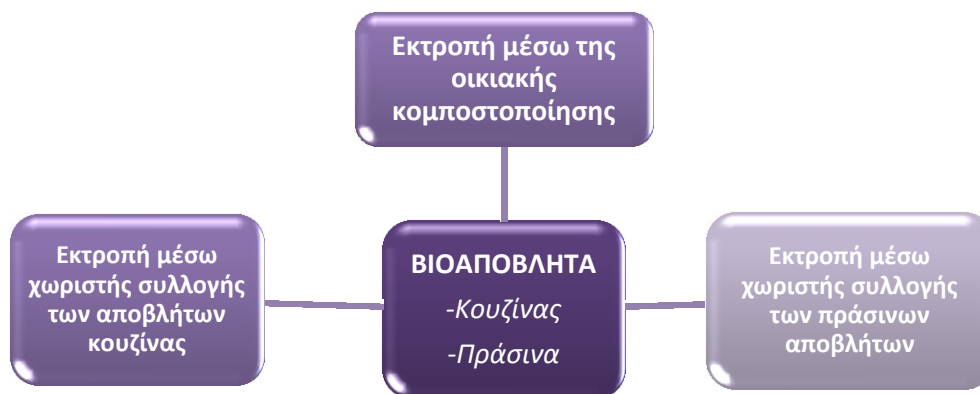 Εκτροπή μέσω της
οικιακής
κομποστοποίησης
Εκτροπή μέσω
χωριστής συλλογής
των αποβλήτων
κουζίνας
ΒΙΟΑΠΟΒΛΗΤΑ
-Κουζίνας
-Πράσινα
Εκτροπή μέσω
χωριστής συλλογής
των πράσινων
αποβλήτων